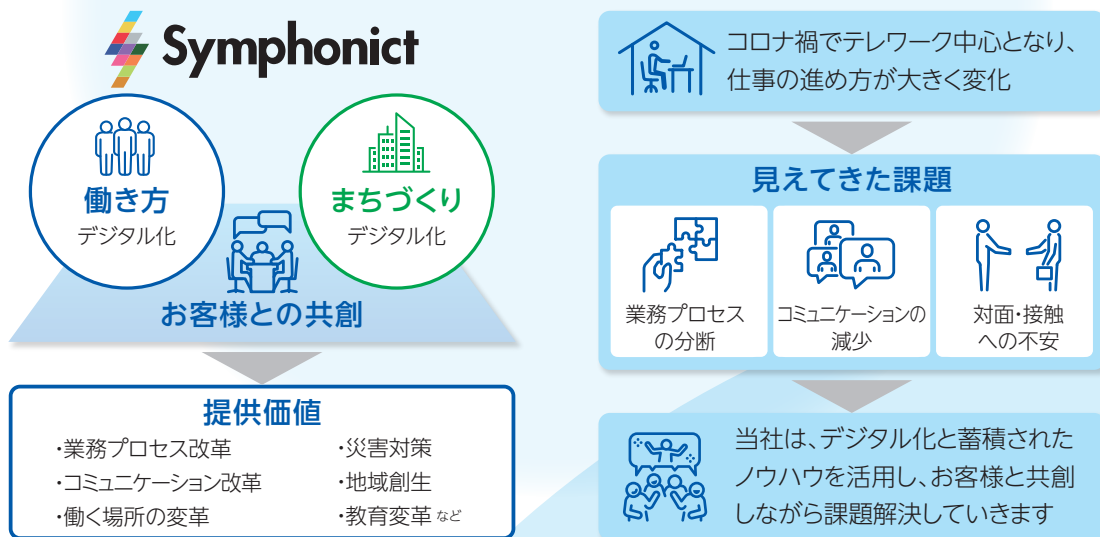 Symphonict
働き方
デジタル化
まちづくり
デジタル化
お客様との共創
提供価値
・業務プロセス改革
・コミュニケーション改革
・働く場所の変革
・災害対策
・地域創生
・教育変革 など
コロナ禍でテレワーク中心となり、
仕事の進め方が大きく変化
見えてきた課題
業務プロセス
の分断
コミュニケーションの
減少
対面・接触
への不安
当社は、デジタル化と蓄積された
ノウハウを活用し、お客様と共創
しながら課題解決していきます